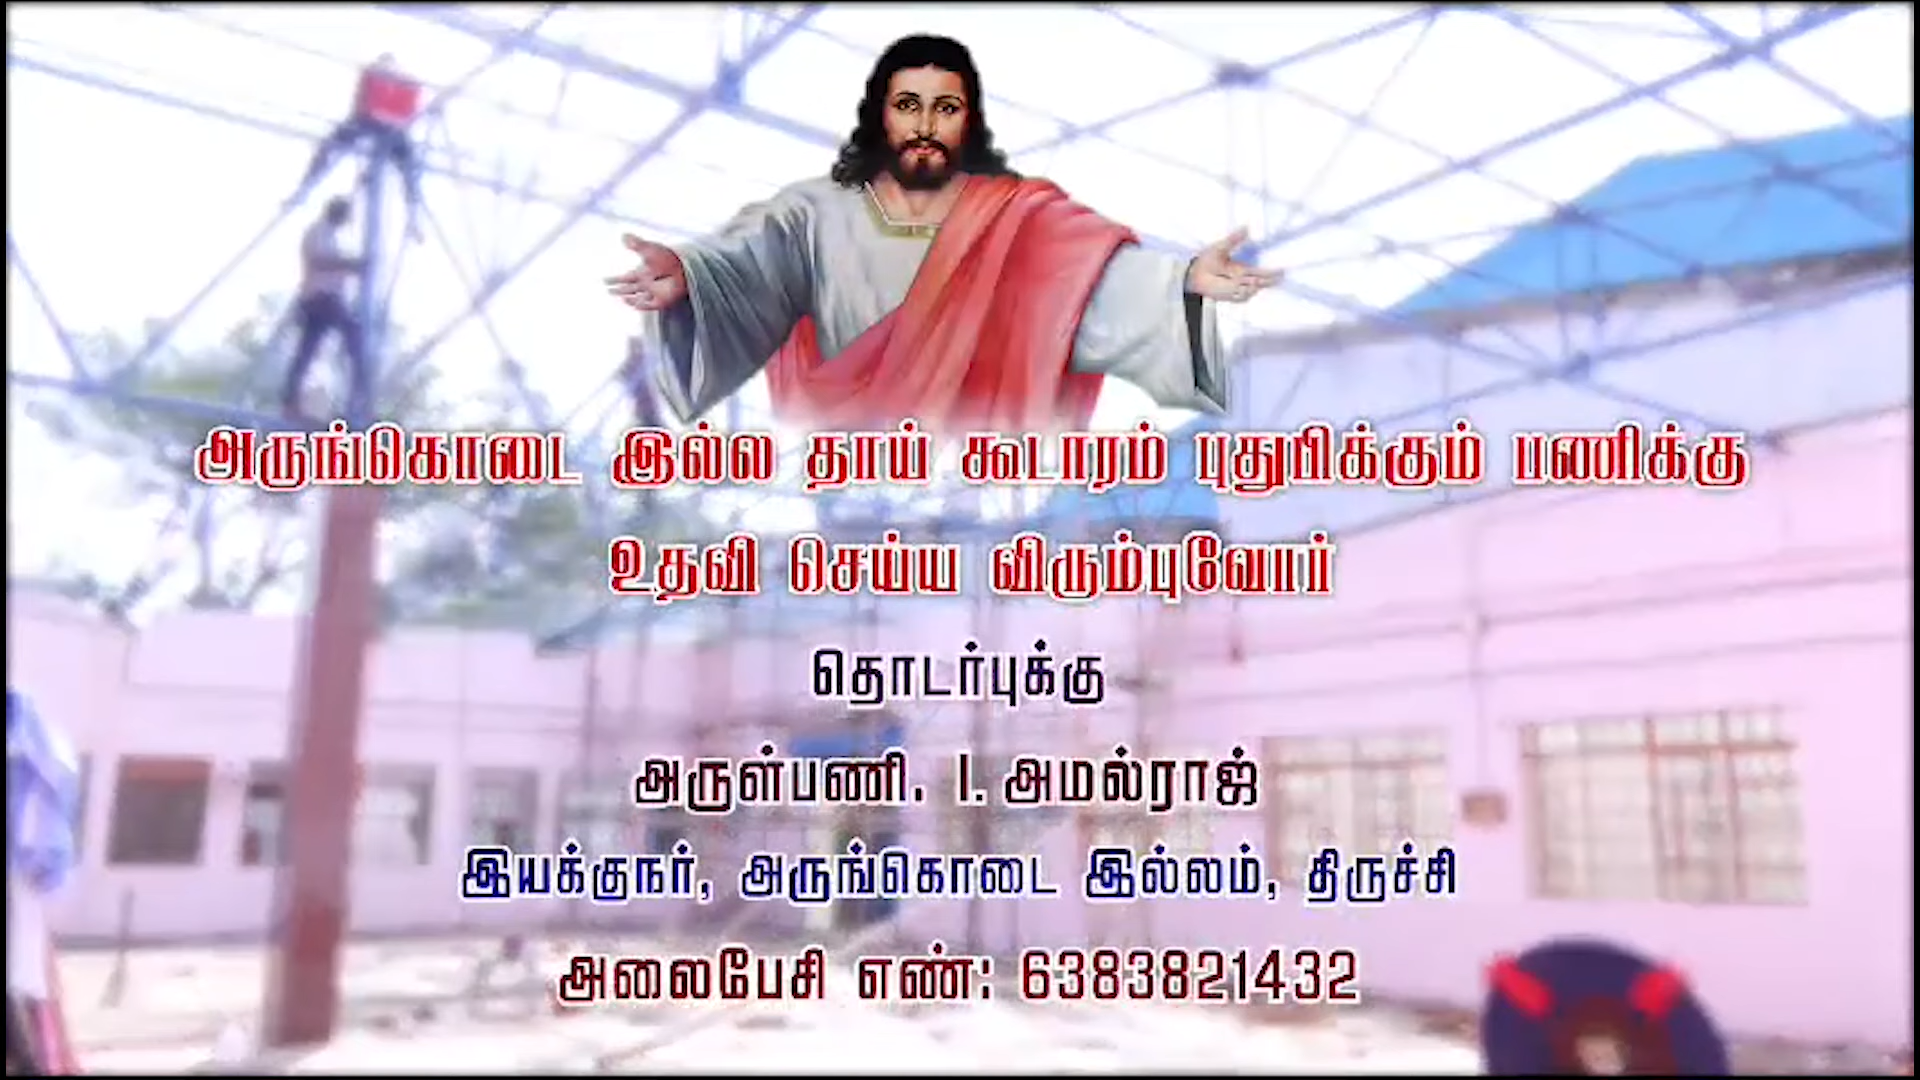 அருங்கொடை இல்ல தாய் கூடாரம் புதுபிக்கும் பணிக்கு
உதவி செய்ய விரும்புவோர்
தொடர்புக்கு
அருள்பணி. I. அமல்ராஜ்
இயக்குநர், அருங்கொடை இல்லம், திருச்சி
அலைபேசி எண்: 6383821432